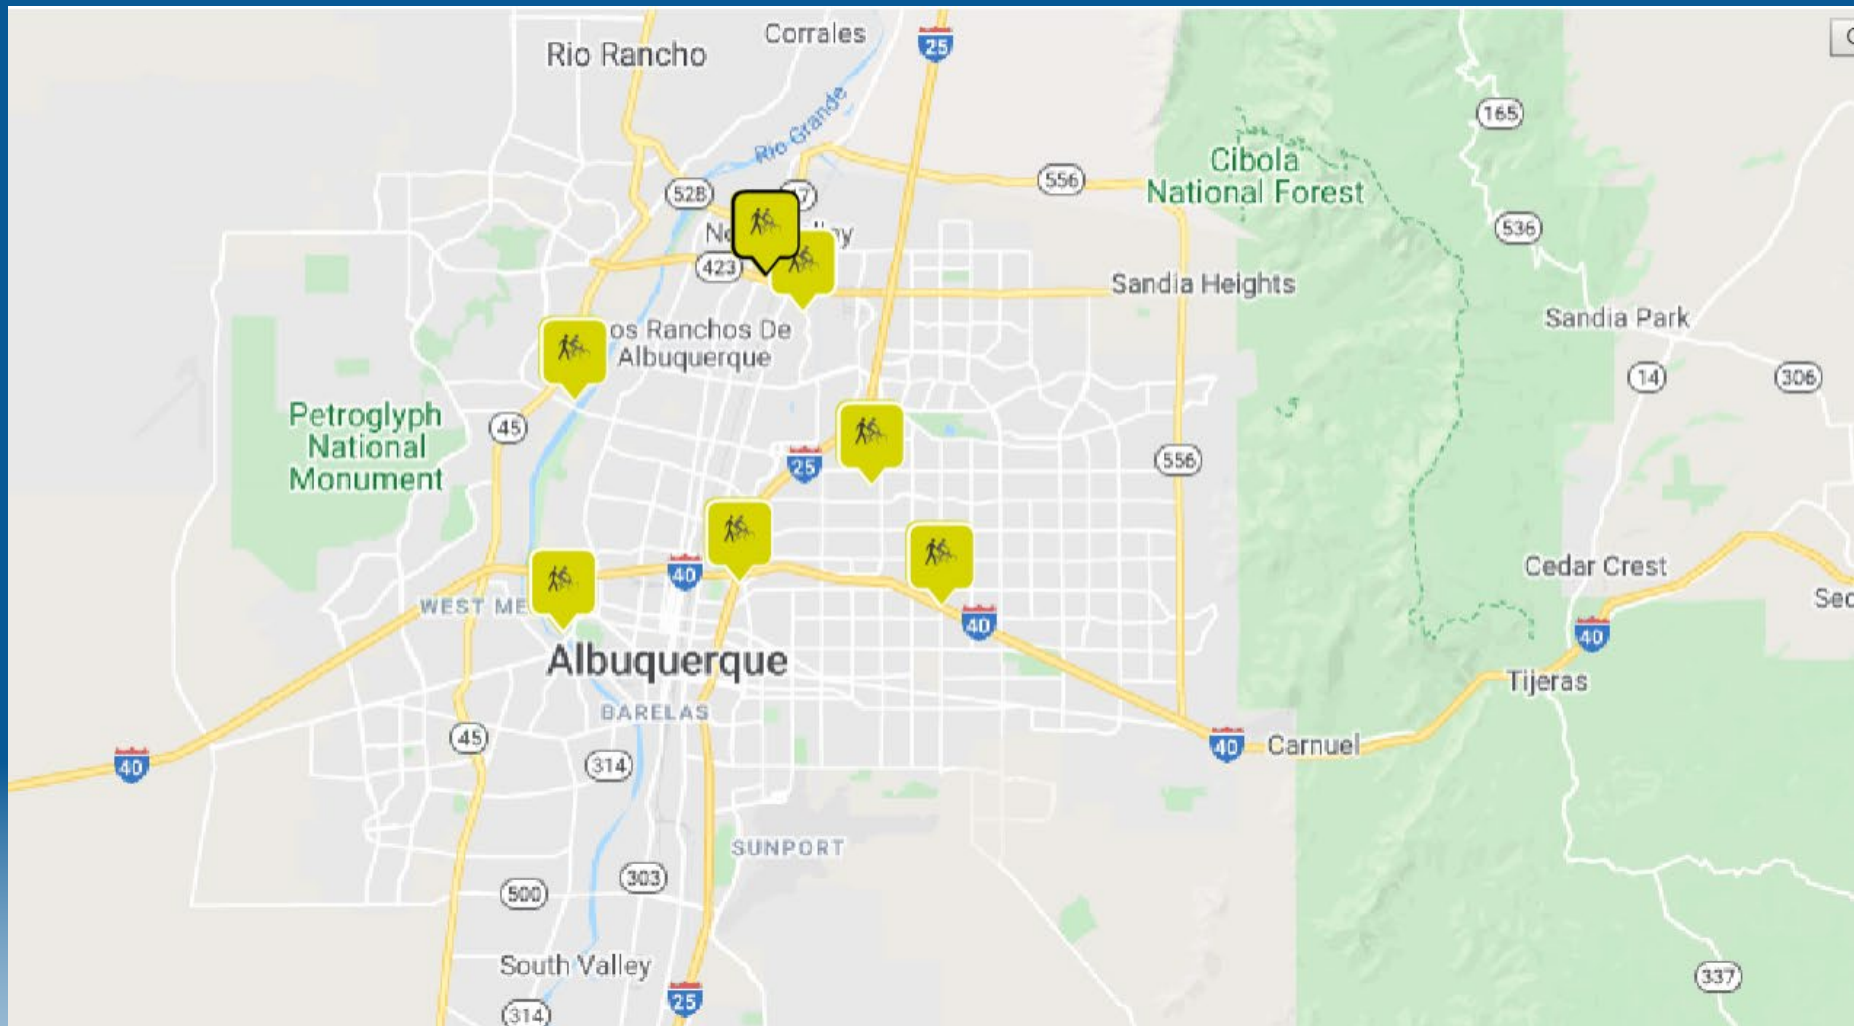 Corrales
Rio Rancho
25
Rio Grande
165
Cibola
National Forest
556
528
536
423
Sandia Heights
Sandia Park
os Ranchos De
Albuquerque
14
306
Petroglyph
National
Monument
45
556
25
40
Cedar Crest
WEST ME
40
40
Albuquerque
Tijeras
BARELAS
45
314
40
40
Carnuel
SUNPORT
303
500
South Valley
337
25
314